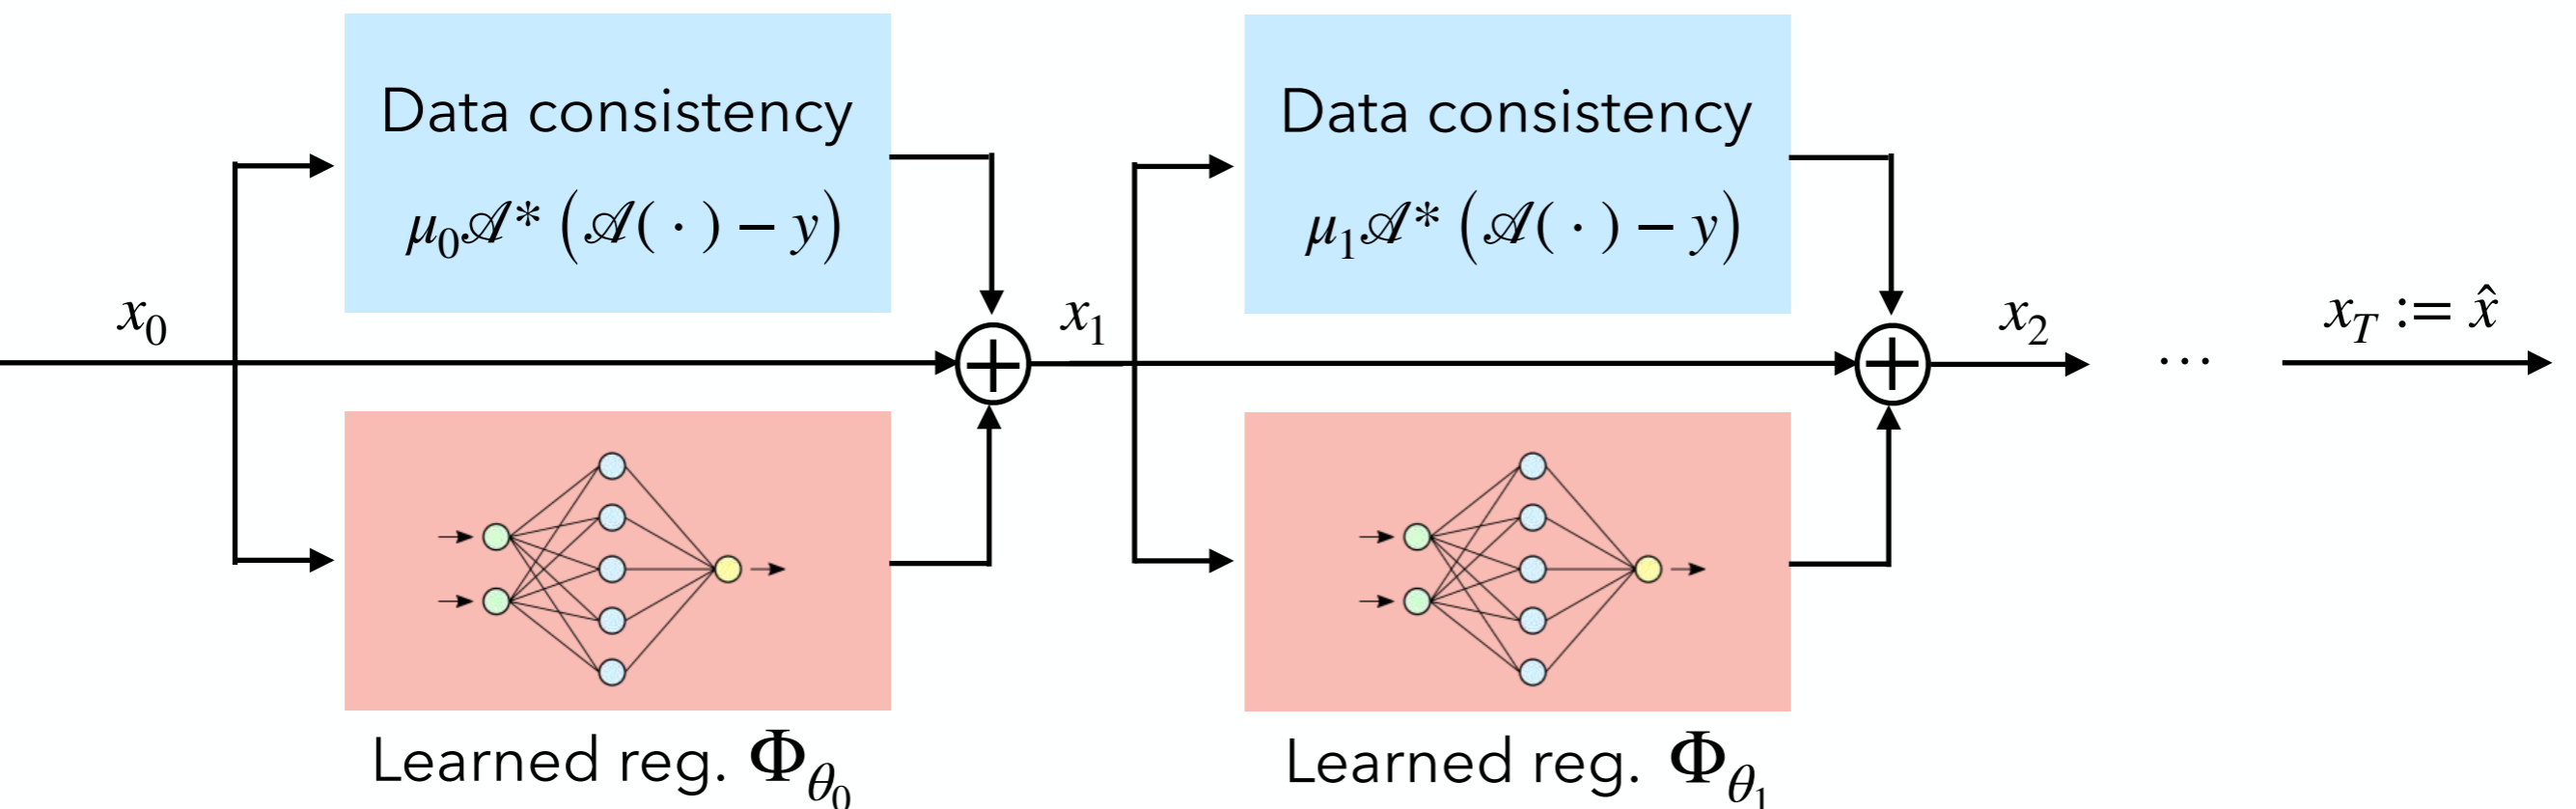 Data consistency
μ₀𝒜* (𝒜( · ) − y)
Data consistency
μ₁𝒜* (𝒜( · ) − y)
x₀
x₁
x₂
⋯
x_T := x̂
Learned reg. Φ_θ₀
Learned reg. Φ_θ₁